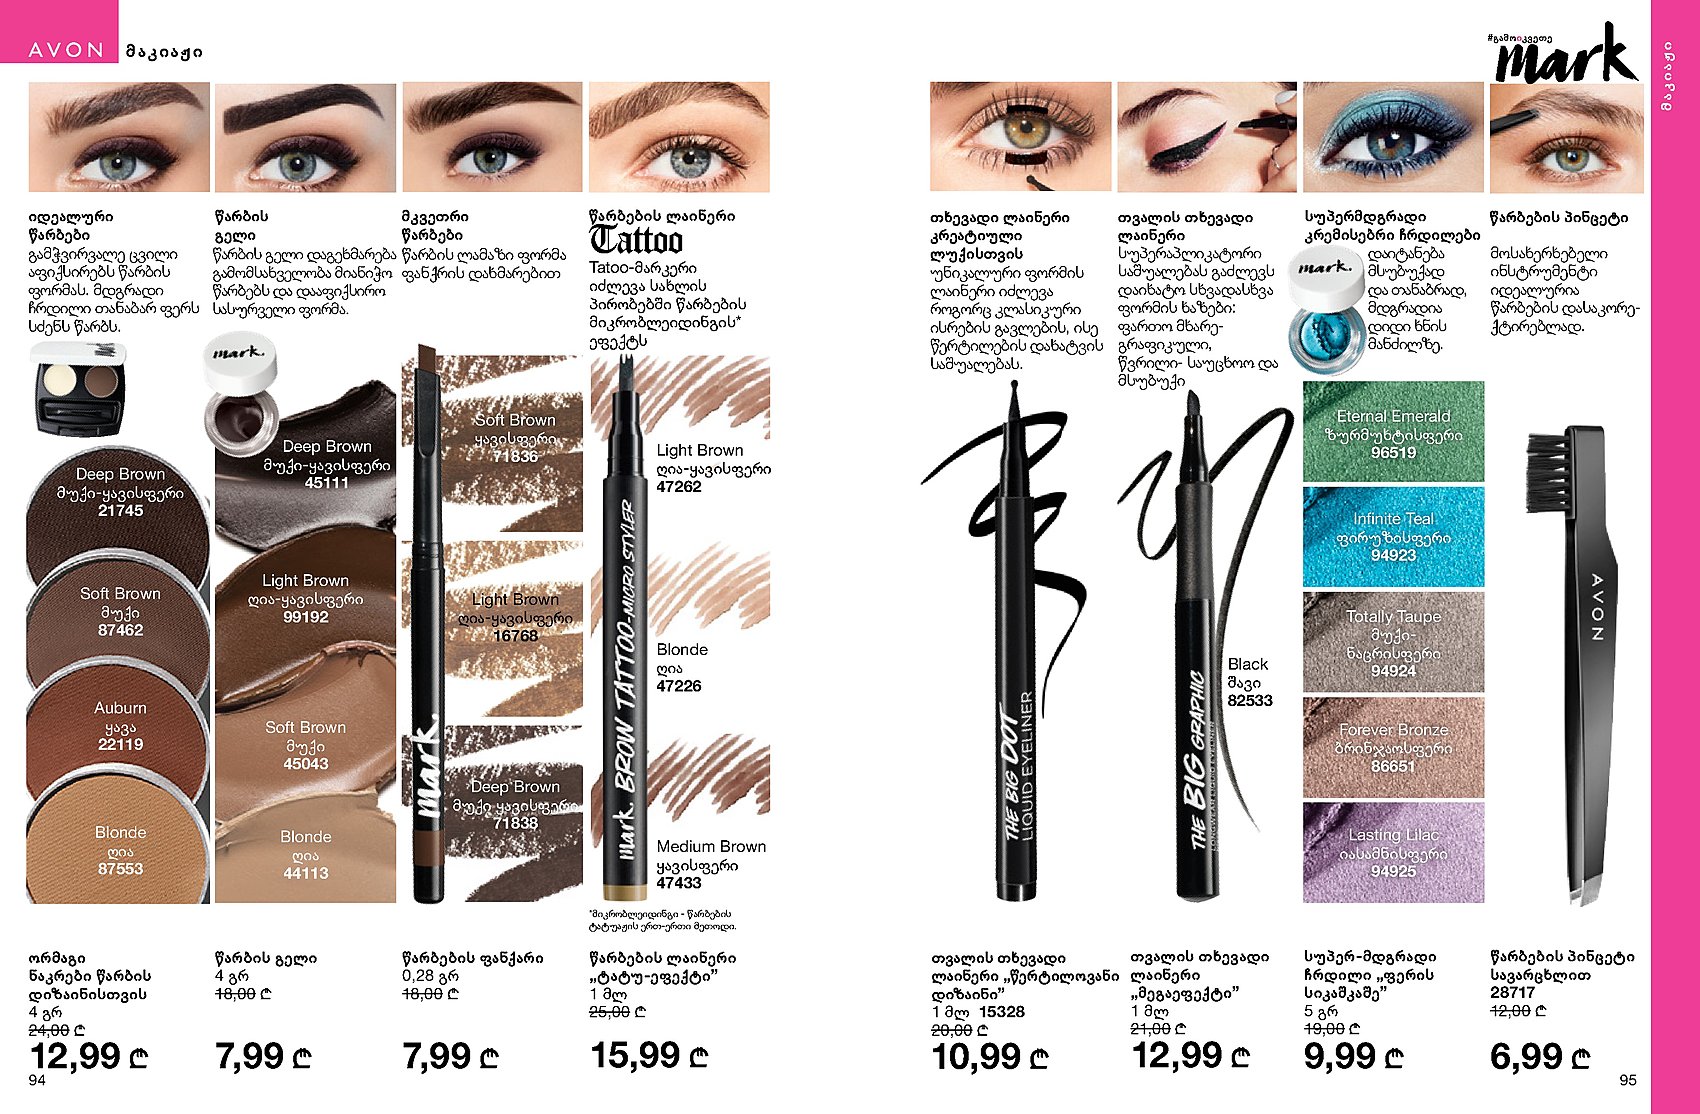 AVON მაკიაჟი
იდეალური
წარბები
გამჭვირვალე ცვილი
აფიქსირებს წარბის
ფორმას. მდგრადი
ჩრდილი თანაბარ ფერს
სძენს წარბს.
Deep Brown
მუქი-ყავისფერი
21745
Soft Brown
მუქი
87462
Auburn
ყავა
22119
Blonde
ღია
87553
ორმაგი
ნაკრები წარბის
დიზაინისთვის
4 გრ
24,00 ₾
12,99 ₾
94
წარბის
გელი
წარბის გელი დაგეხმარება
გამომსახველობა მიანიჭო
წარბებს და დააფიქსირო
სასურველი ფორმა.
mark.
Deep Brown
მუქი-ყავისფერი
45111
Light Brown
ღია-ყავისფერი
99192
Soft Brown
მუქი
45043
Blonde
ღია
44113
წარბის გელი
4 გრ
18,00 ₾
7,99 ₾
მკვეთრი
წარბები
წარბის ლამაზი ფორმა
ფანქრის დახმარებით
Soft Brown
ყავისფერი
71836
Light Brown
ღია-ყავისფერი
16768
Deep Brown
მუქი ყავისფერი
71838
mark.
წარბების ფანქარი
0,28 გრ
18,00 ₾
7,99 ₾
წარბების ლაინერი
Tattoo
Tatoo-მარკერი
იძლევა სახლის
პირობებში წარბების
მიკრობლეიდინგის*
ეფექტს
mark. BROW TATTOO-MICRO STYLER
Light Brown
ღია-ყავისფერი
47262
Blonde
ღია
47226
Medium Brown
ყავისფერი
47433
*მიკრობლეიდინგი - წარბების
ტატუაჟის ერთ-ერთი მეთოდი.
წარბების ლაინერი
„ტატუ-ეფექტი”
1 მლ
25,00 ₾
15,99 ₾
#გამოიკვეთე
mark
მაკიაჟი
თხევადი ლაინერი
კრეატიული
ლუქისთვის
უნიკალური ფორმის
ლაინერი იძლევა
როგორც კლასიკური
ისრების გავლების, ისე
წერტილების დახატვის
საშუალებას.
THE BIG DOT
LIQUID EYELINER
თვალის თხევადი
ლაინერი „წერტილოვანი
დიზაინი”
1 მლ 15328
20,00 ₾
10,99 ₾
თვალის თხევადი
ლაინერი
სუპერაპლიკატორი
საშუალებას გაძლევს
დაიხატო სხვადასხვა
ფორმის ხაზები:
ფართო მხარე-
გრაფიკული,
წვრილი- საუცხოო და
მსუბუქი
THE BIG GRAPHIC
LONGWEAR LIQUID EYELINER
Black
შავი
82533
თვალის თხევადი
ლაინერი
„მეგაეფექტი”
1 მლ
21,00 ₾
12,99 ₾
სუპერმდგრადი
კრემისებრი ჩრდილები
დაიტანება
მსუბუქად
და თანაბრად,
მდგრადია
დიდი ხნის
მანძილზე.
mark.
Eternal Emerald
ზურმუხტისფერი
96519
Infinite Teal
ფირუზისფერი
94923
Totally Taupe
მუქი-
ნაცრისფერი
94924
Forever Bronze
ბრინჯაოსფერი
86651
Lasting Lilac
იასამნისფერი
94925
სუპერ-მდგრადი
ჩრდილი „ფერის
სიკაშკაშე”
5 გრ
19,00 ₾
9,99 ₾
წარბების პინცეტი
მოსახერხებელი
ინსტრუმენტი
იდეალურია
წარბების დასაკორე-
ქტირებლად.
AVON
წარბების პინცეტი
სავარცხლით
28717
12,00 ₾
6,99 ₾
95